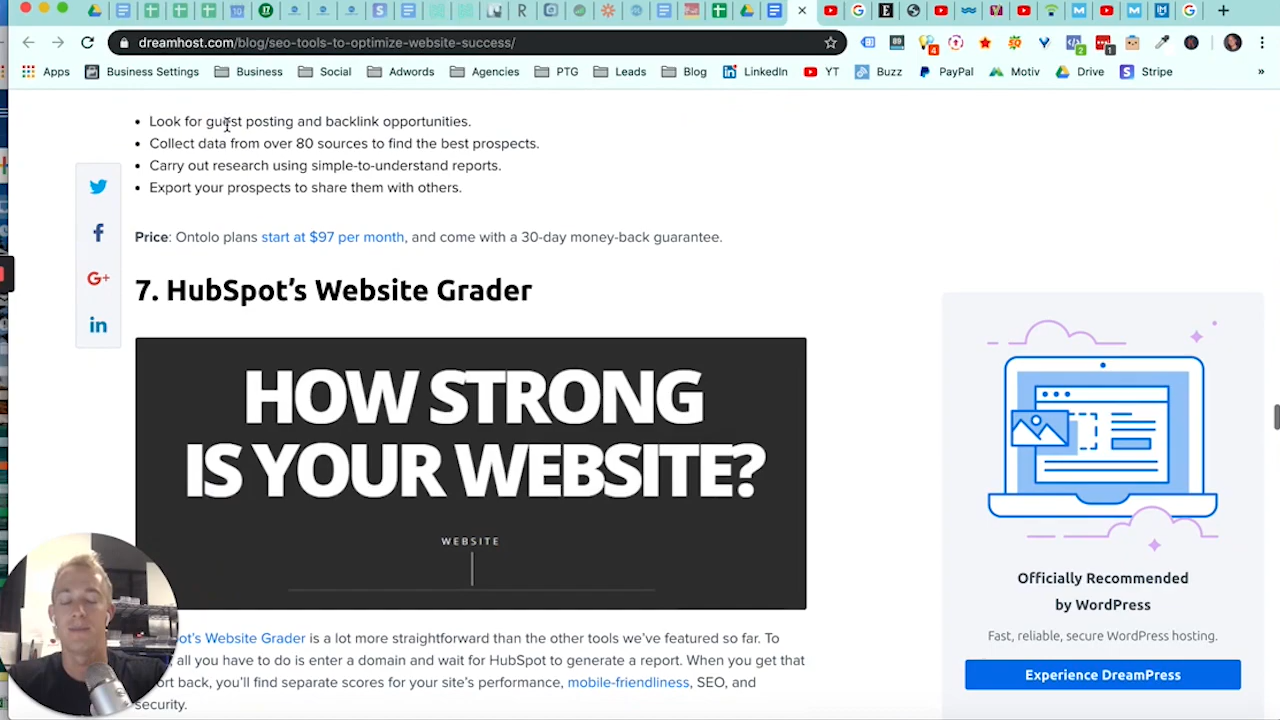 dreamhost.com/blog/seo-tools-to-optimize-website-success/
Apps Business Settings Business Social Adwords Agencies PTG Leads Blog LinkedIn YT Buzz PayPal Motiv Drive Stripe »
• Look for guest posting and backlink opportunities.
• Collect data from over 80 sources to find the best prospects.
• Carry out research using simple-to-understand reports.
• Export your prospects to share them with others.
Price: Ontolo plans start at $97 per month, and come with a 30-day money-back guarantee.
7. HubSpot’s Website Grader
HOW STRONG
IS YOUR WEBSITE?
WEBSITE
Officially Recommended
by WordPress
Fast, reliable, secure WordPress hosting.
Experience DreamPress
ot’s Website Grader is a lot more straightforward than the other tools we’ve featured so far. To
all you have to do is enter a domain and wait for HubSpot to generate a report. When you get that
ort back, you’ll find separate scores for your site’s performance, mobile-friendliness, SEO, and
security.